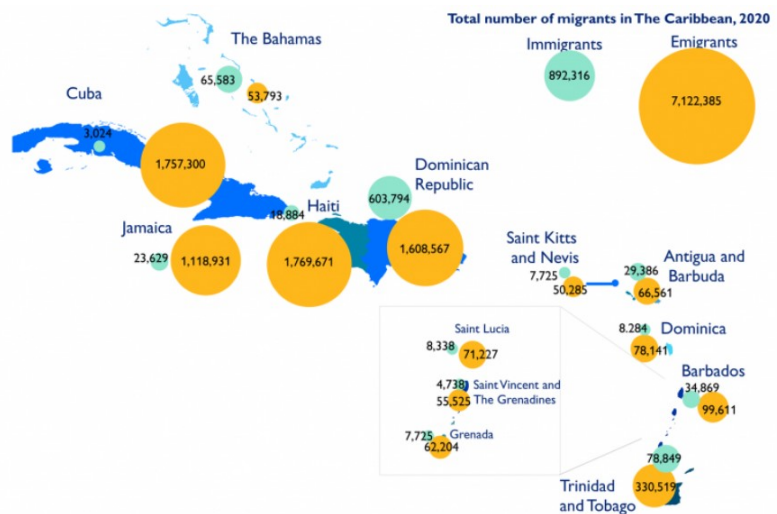 Total number of migrants in The Caribbean, 2020
Immigrants
Emigrants
892,316
7,122,385
The Bahamas
65,583
53,793
Cuba
3,024
1,757,300
Dominican
Republic
603,794
1,608,567
Haiti
18,884
1,769,671
Jamaica
23,629
1,118,931
Saint Kitts
and Nevis
7,725
50,285
Antigua and
Barbuda
29,386
66,561
8.284
Dominica
78,141
Saint Lucia
8,338
71,227
4,738
Saint Vincent and
The Grenadines
55,525
7,725
Grenada
62,204
Barbados
34,869
99,611
78,849
330,519
Trinidad
and Tobago